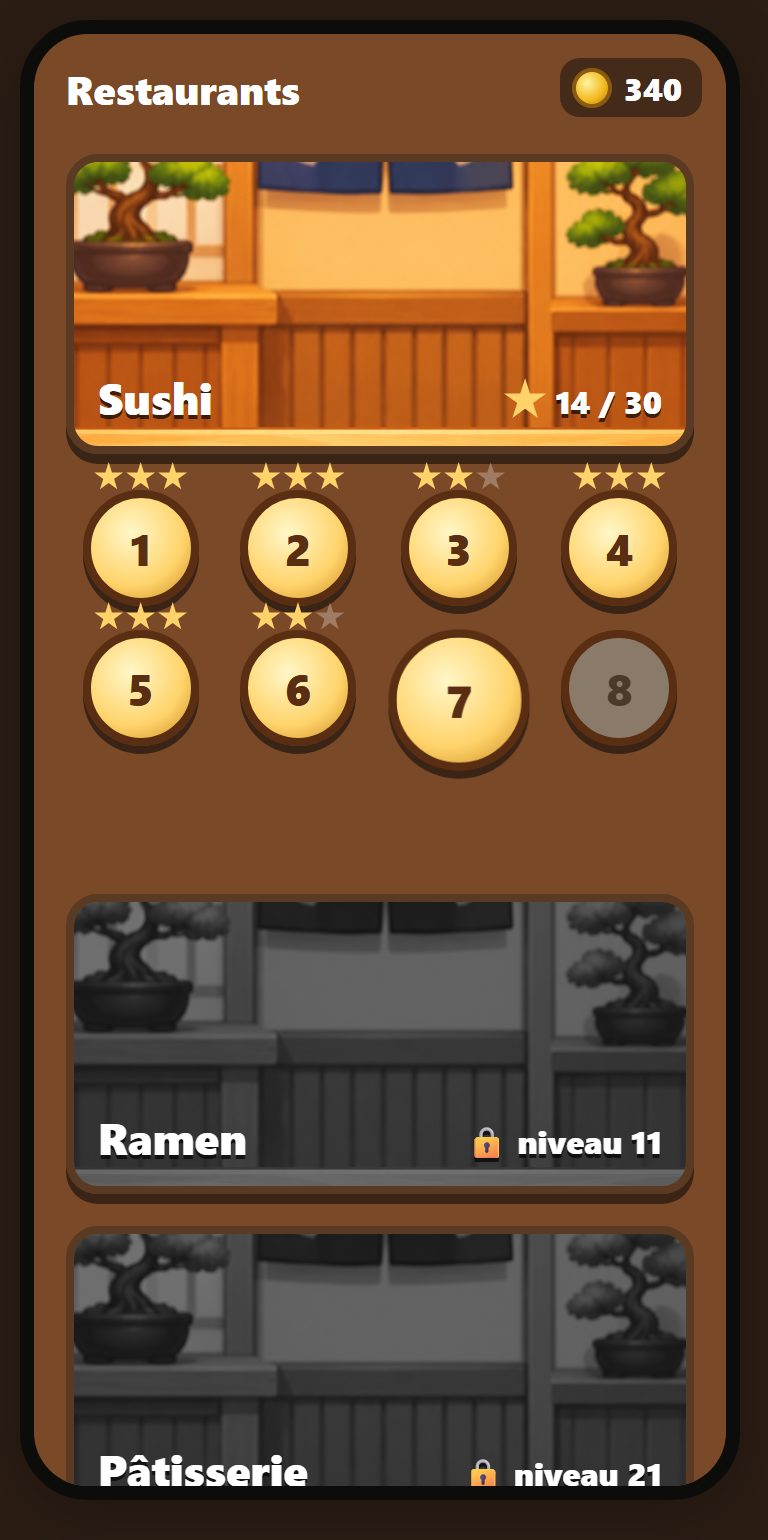 Restaurants
340
Sushi
14 / 30
1 2 3 4
5 6 7 8
Ramen
niveau 11
Pâtisserie
niveau 21